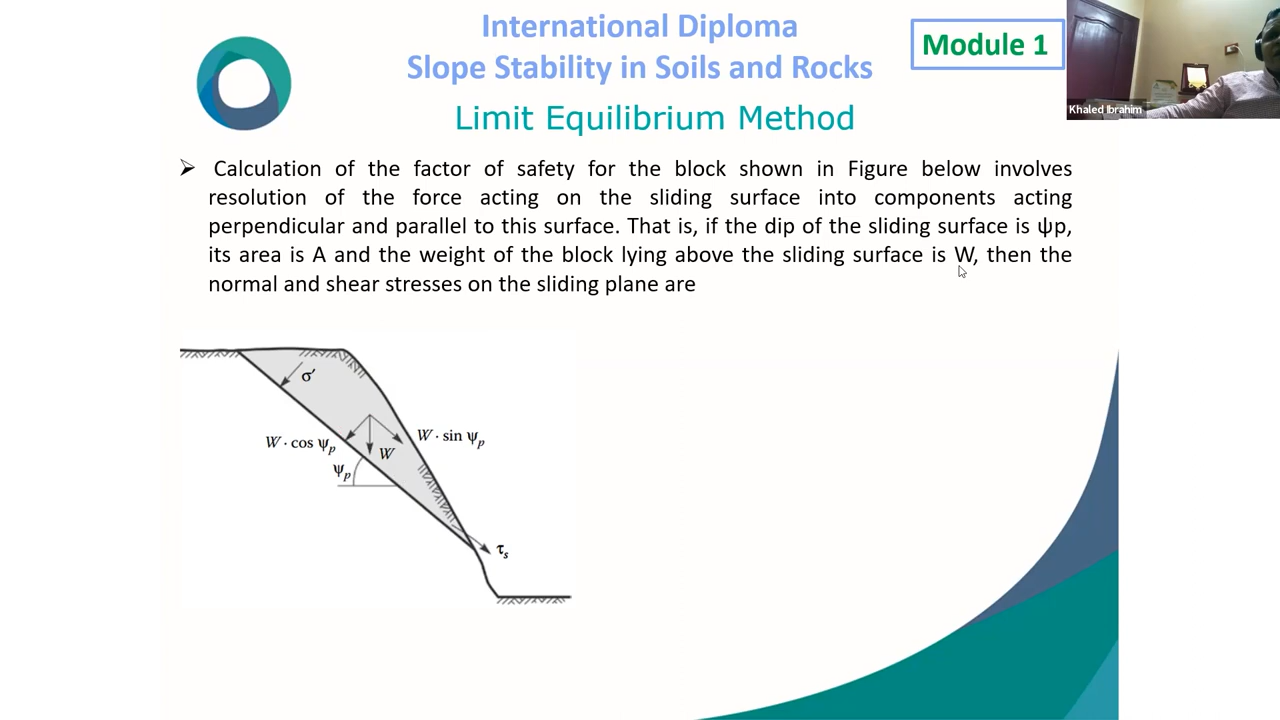 International Diploma
Slope Stability in Soils and Rocks
Module 1
Khaled Ibrahim
Limit Equilibrium Method
➢ Calculation of the factor of safety for the block shown in Figure below involves
resolution of the force acting on the sliding surface into components acting
perpendicular and parallel to this surface. That is, if the dip of the sliding surface is ψp,
its area is A and the weight of the block lying above the sliding surface is W, then the
normal and shear stresses on the sliding plane are
σ′
W · cos ψp
W · sin ψp
W
ψp
τs